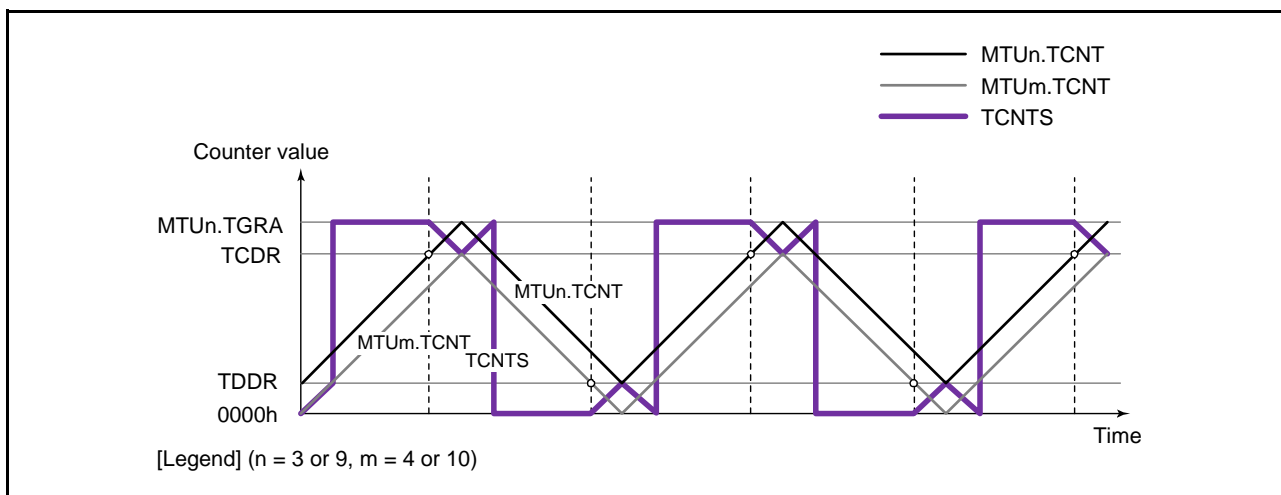 MTUn.TCNT
MTUm.TCNT
TCNTS
Counter value
MTUn.TGRA
TCDR
MTUn.TCNT
MTUm.TCNT
TCNTS
TDDR
0000h
Time
[Legend] (n = 3 or 9, m = 4 or 10)